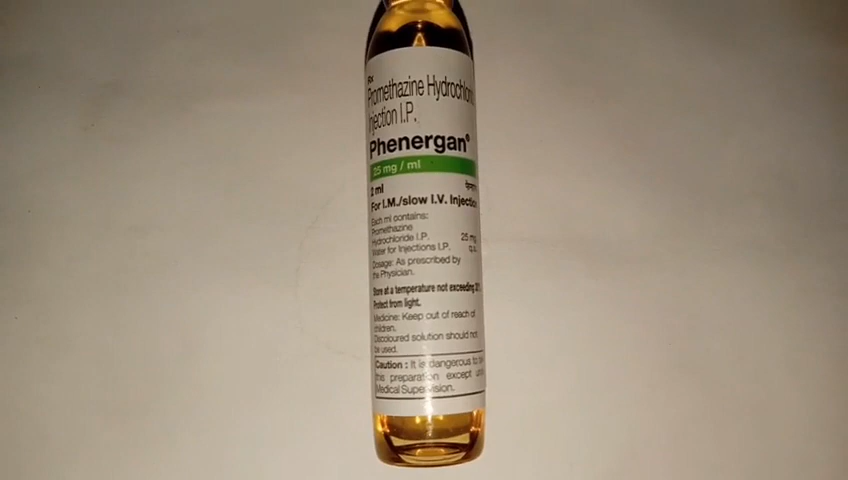 Rx
Promethazine
Injection I.P.
Phenergan®
25 mg / ml
2 ml
For I.M./slow I.V. Injection
Each ml contains:
Promethazine
Hydrochloride I.P. 25 mg
Water for Injections I.P. q.s.
Dosage: As prescribed by
the Physician.
Store at a temperature not exceeding
Protect from light.
Medicine: Keep out of reach of
children.
Discoloured solution should not
be used.
Caution : It is dangerous to
this preparation except
Medical Supervision.